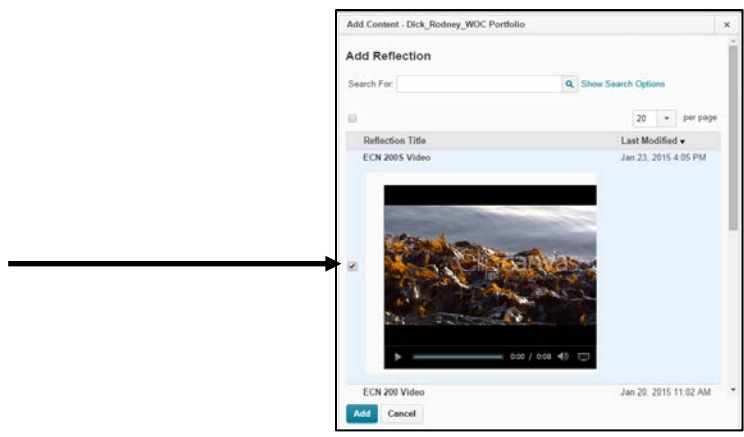 Add Content - Dick_Rodney_WOC Portfolio ×
Add Reflection
Search For: Show Search Options
20 per page
Reflection Title Last Modified
ECN 200S Video Jan 23, 2015 4:05 PM
Clipcanvas
0:00 / 0:08
ECN 200 Video Jan 20, 2015 11:02 AM
Add Cancel